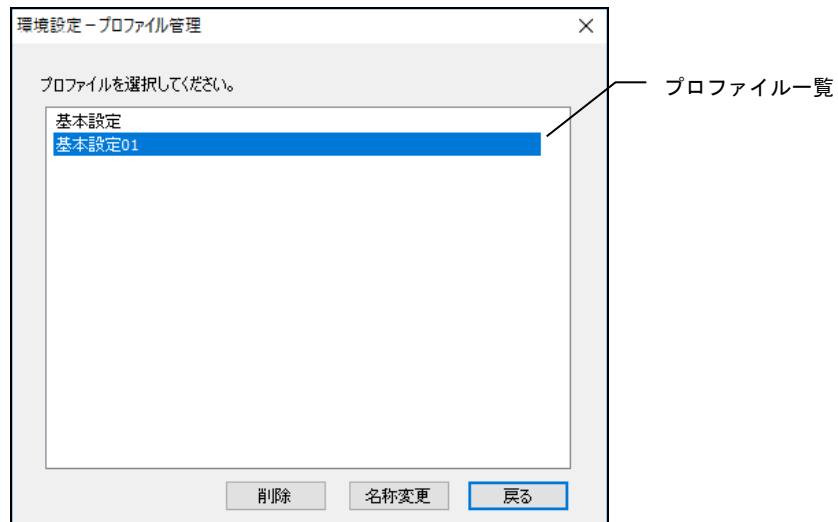 環境設定－プロファイル管理
プロファイルを選択してください。
プロファイル一覧
基本設定
基本設定01
削除
名称変更
戻る